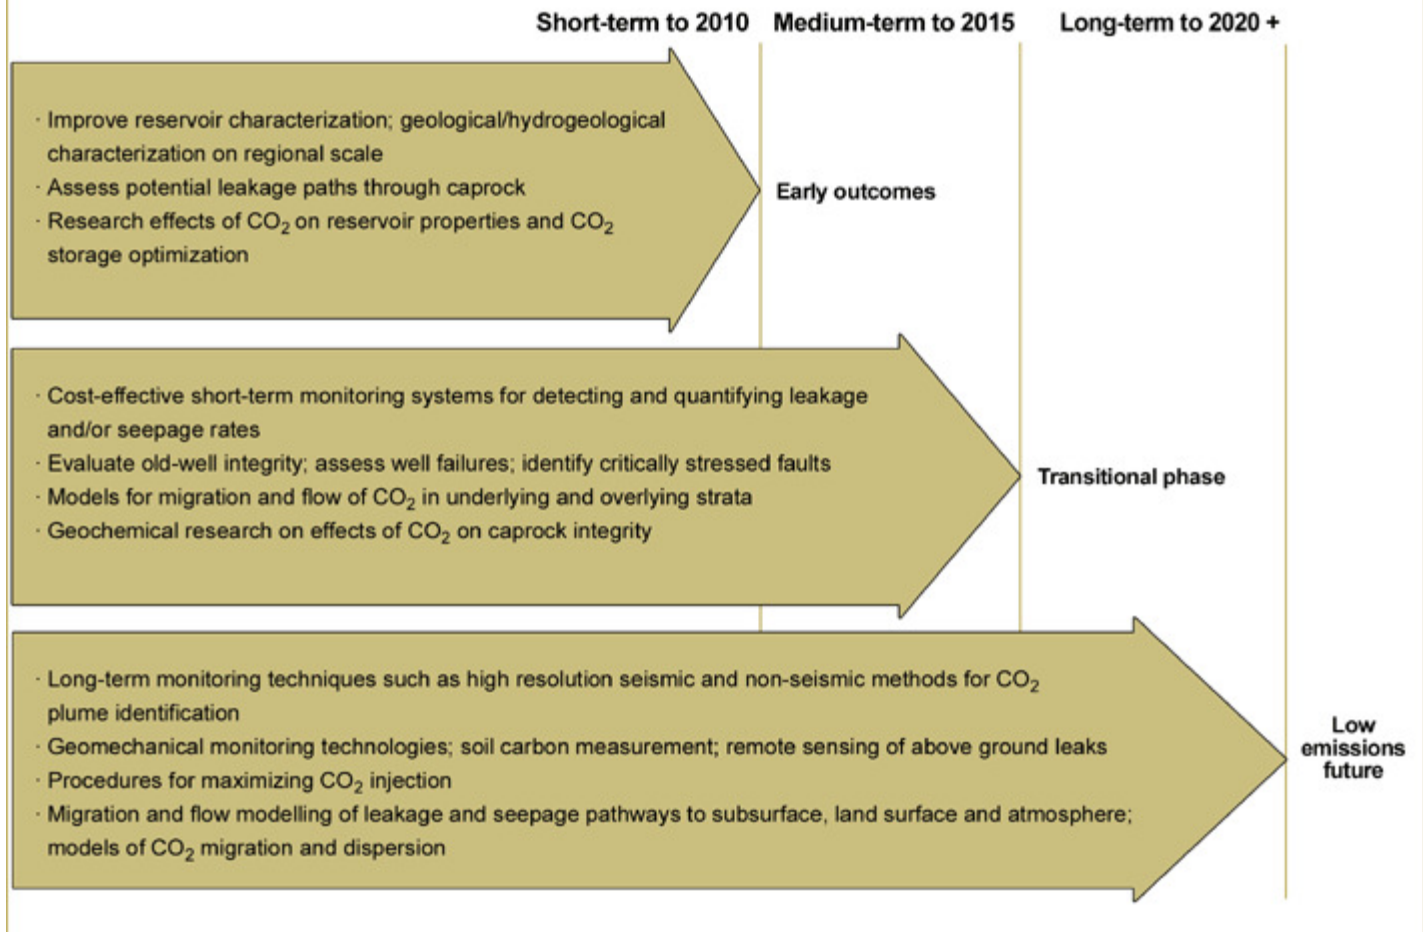 Short-term to 2010 Medium-term to 2015 Long-term to 2020 +
· Improve reservoir characterization; geological/hydrogeological
characterization on regional scale
· Assess potential leakage paths through caprock
· Research effects of CO₂ on reservoir properties and CO₂
storage optimization
Early outcomes
· Cost-effective short-term monitoring systems for detecting and quantifying leakage
and/or seepage rates
· Evaluate old-well integrity; assess well failures; identify critically stressed faults
· Models for migration and flow of CO₂ in underlying and overlying strata
· Geochemical research on effects of CO₂ on caprock integrity
Transitional phase
· Long-term monitoring techniques such as high resolution seismic and non-seismic methods for CO₂
plume identification
· Geomechanical monitoring technologies; soil carbon measurement; remote sensing of above ground leaks
· Procedures for maximizing CO₂ injection
· Migration and flow modelling of leakage and seepage pathways to subsurface, land surface and atmosphere;
models of CO₂ migration and dispersion
Low
emissions
future